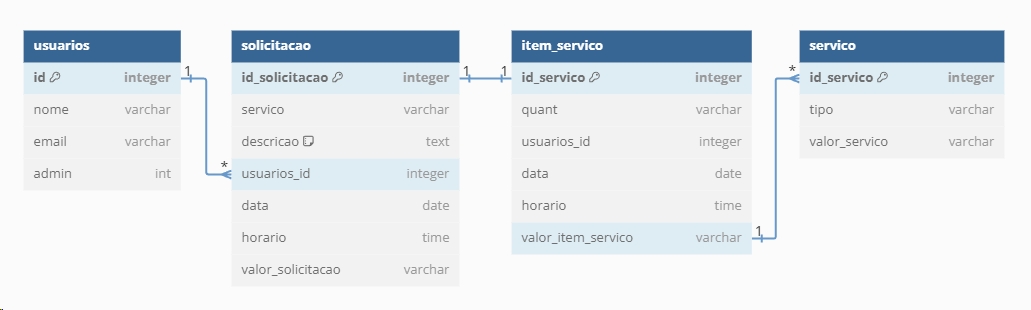 usuarios
id integer
nome varchar
email varchar
admin int
1
*
solicitacao
id_solicitacao integer
servico varchar
descricao text
usuarios_id integer
data date
horario time
valor_solicitacao varchar
1
1
item_servico
id_servico integer
quant varchar
usuarios_id integer
data date
horario time
valor_item_servico varchar
1
*
servico
id_servico integer
tipo varchar
valor_servico varchar